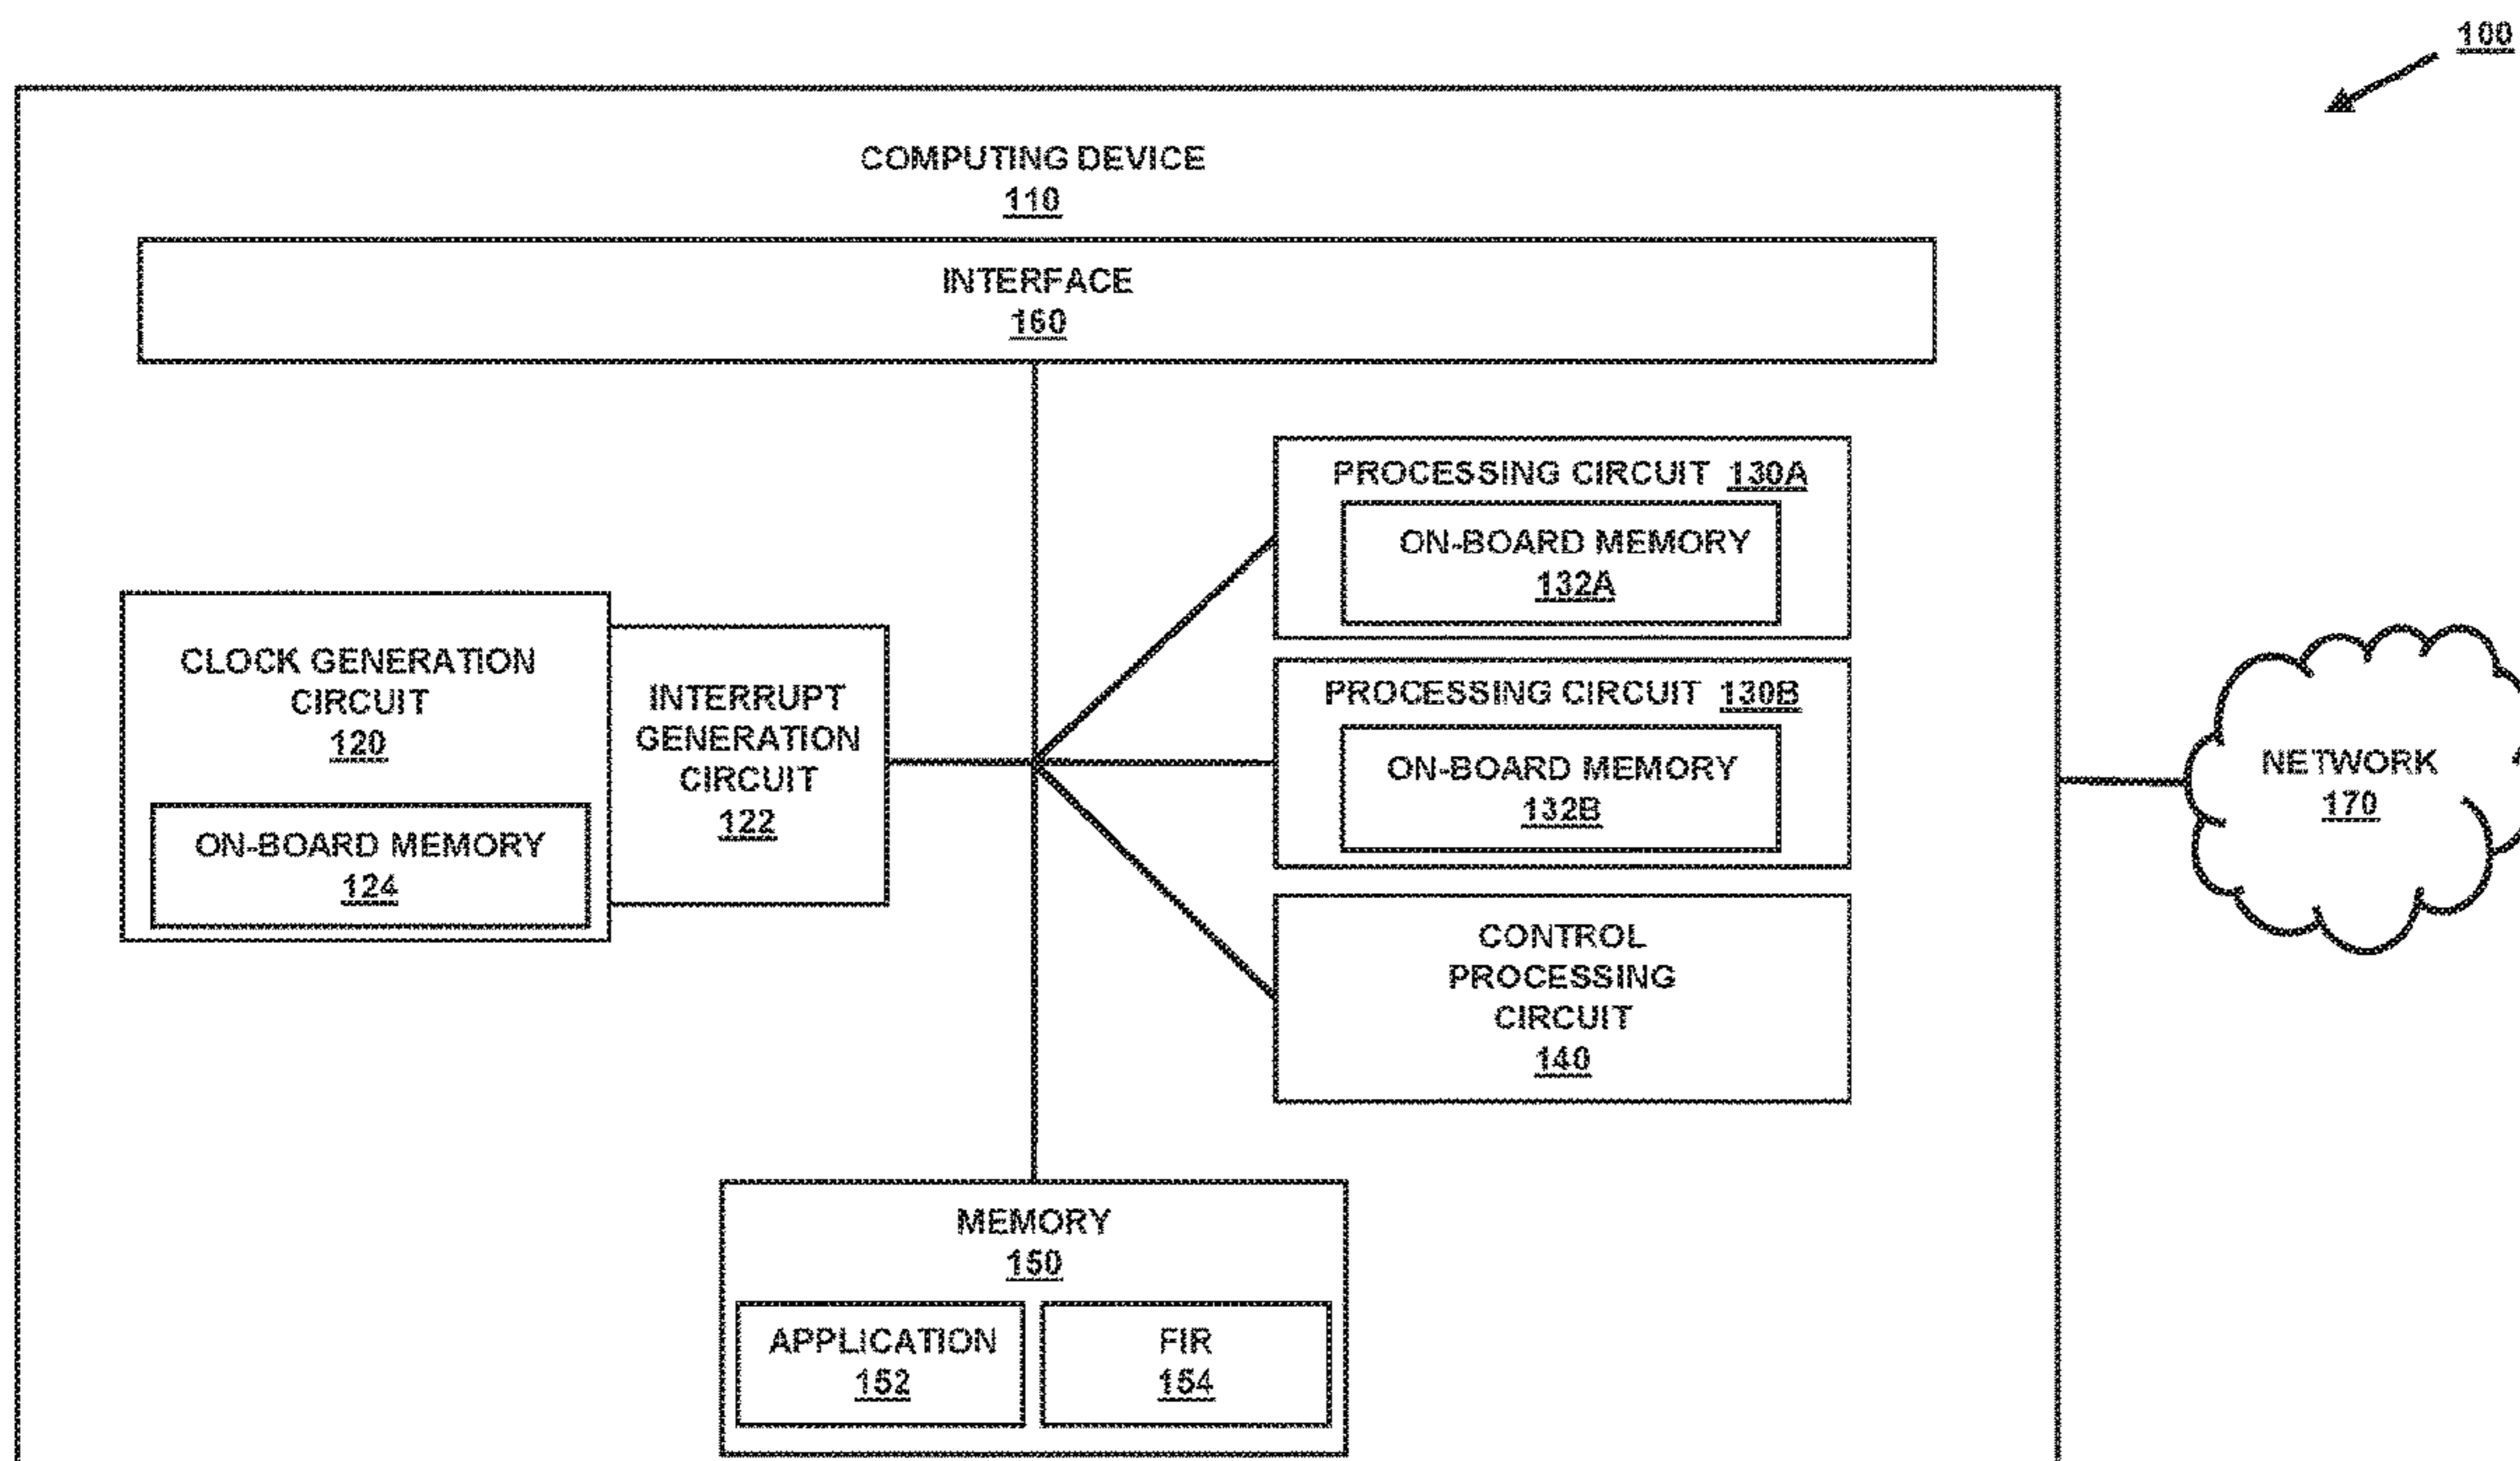 100
COMPUTING DEVICE
110
INTERFACE
160
PROCESSING CIRCUIT 130A
ON-BOARD MEMORY
132A
CLOCK GENERATION
CIRCUIT
120
ON-BOARD MEMORY
124
INTERRUPT
GENERATION
CIRCUIT
122
PROCESSING CIRCUIT 130B
ON-BOARD MEMORY
132B
CONTROL
PROCESSING
CIRCUIT
140
NETWORK
170
MEMORY
150
APPLICATION
152
FIR
154